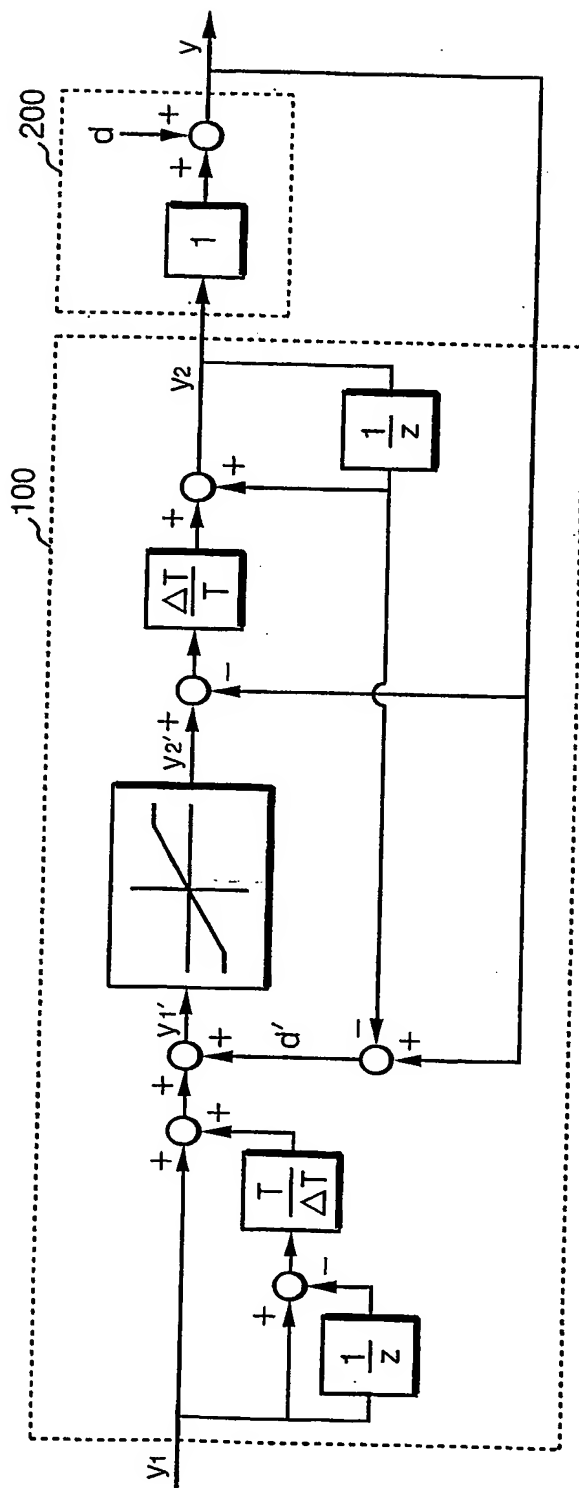 y1
1/z
+
−
T/ΔT
+
+
+
+
y1'
d'
−
+
y2'
+
−
ΔT/T
+
+
y2
1/z
100
1
+
+
d
200
y